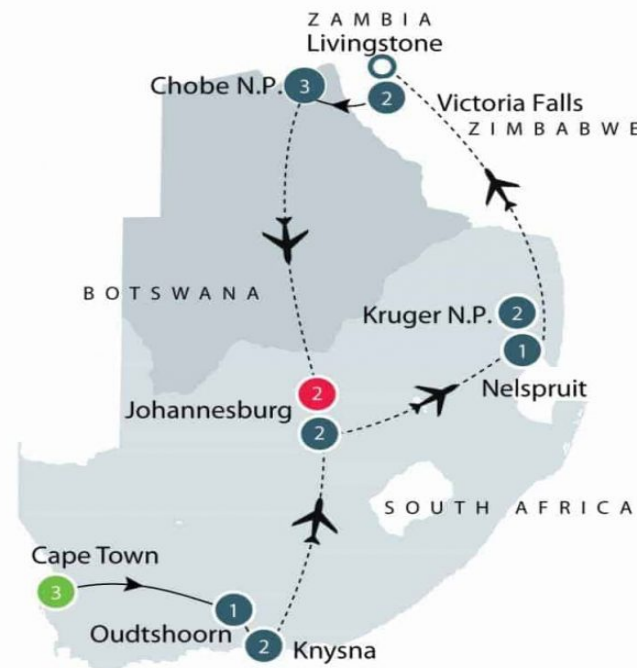 ZAMBIA
Livingstone
Chobe N.P.
3
2
Victoria Falls
ZIMBABWE
BOTSWANA
Kruger N.P.
2
1
Nelspruit
2
Johannesburg
2
SOUTH AFRICA
Cape Town
3
1
Oudtshoorn
2
Knysna